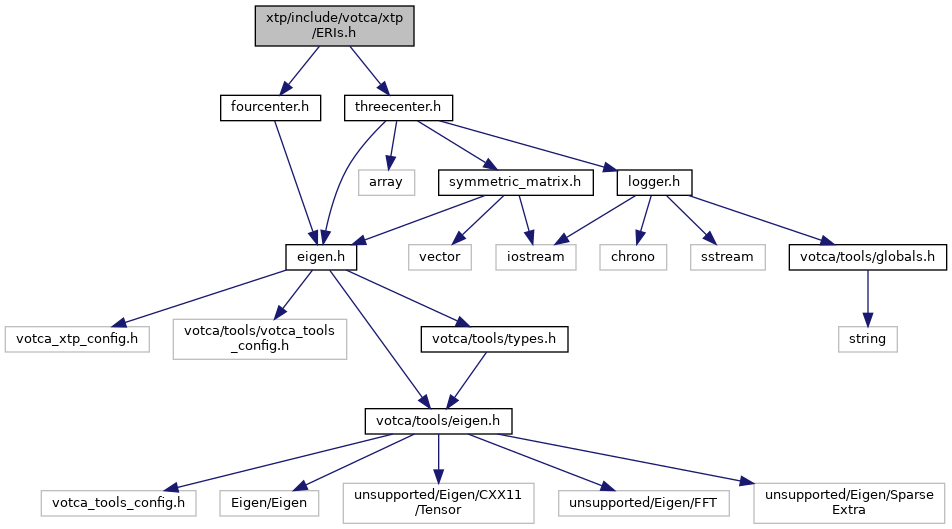 xtp/include/votca/xtp
/ERIs.h
fourcenter.h
threecenter.h
array
symmetric_matrix.h
logger.h
eigen.h
vector
iostream
chrono
sstream
votca/tools/globals.h
votca_xtp_config.h
votca/tools/votca_tools
_config.h
votca/tools/types.h
string
votca/tools/eigen.h
votca_tools_config.h
Eigen/Eigen
unsupported/Eigen/CXX11
/Tensor
unsupported/Eigen/FFT
unsupported/Eigen/Sparse
Extra